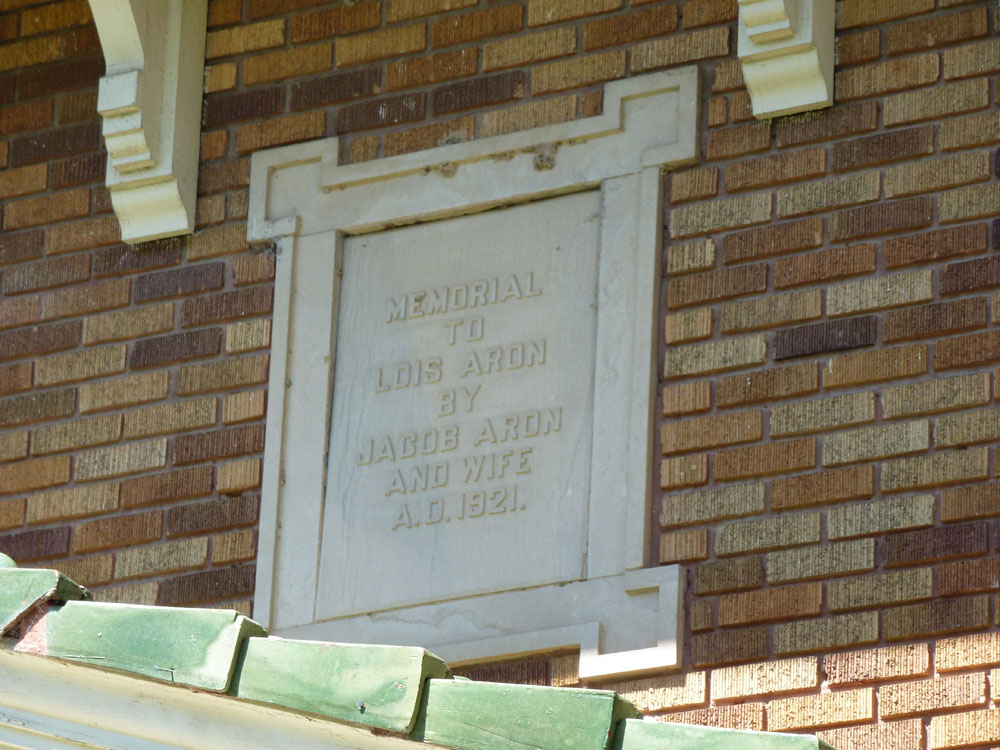 MEMORIAL
TO
LOIS ARON
BY
JACOB ARON
AND WIFE
A.D. 1921.